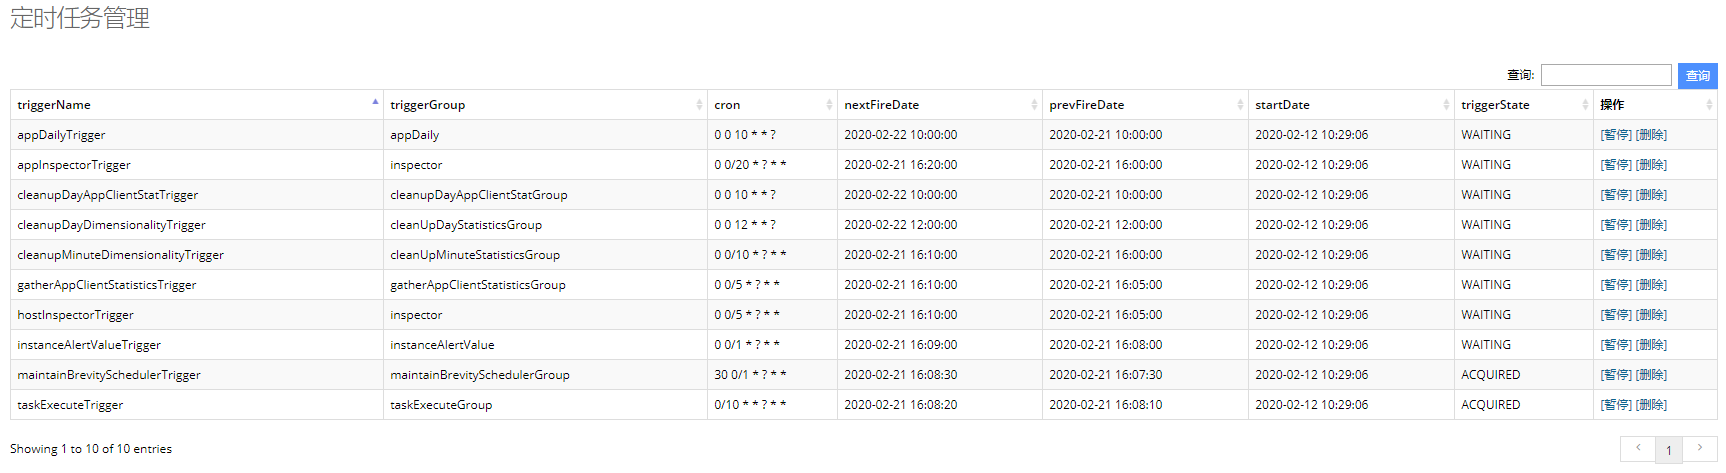 定时任务管理
查询: 查询
triggerName triggerGroup cron nextFireDate prevFireDate startDate triggerState 操作
appDailyTrigger appDaily 0 0 10 * * ? 2020-02-22 10:00:00 2020-02-21 10:00:00 2020-02-12 10:29:06 WAITING [暂停] [删除]
appInspectorTrigger inspector 0 0/20 * ? * * 2020-02-21 16:20:00 2020-02-21 16:00:00 2020-02-12 10:29:06 WAITING [暂停] [删除]
cleanupDayAppClientStatTrigger cleanupDayAppClientStatGroup 0 0 10 * * ? 2020-02-22 10:00:00 2020-02-21 10:00:00 2020-02-12 10:29:06 WAITING [暂停] [删除]
cleanupDayDimensionalityTrigger cleanUpDayStatisticsGroup 0 0 12 * * ? 2020-02-22 12:00:00 2020-02-21 12:00:00 2020-02-12 10:29:06 WAITING [暂停] [删除]
cleanupMinuteDimensionalityTrigger cleanUpMinuteStatisticsGroup 0 0/10 * ? * * 2020-02-21 16:10:00 2020-02-21 16:00:00 2020-02-12 10:29:06 WAITING [暂停] [删除]
gatherAppClientStatisticsTrigger gatherAppClientStatisticsGroup 0 0/5 * ? * * 2020-02-21 16:10:00 2020-02-21 16:05:00 2020-02-12 10:29:06 WAITING [暂停] [删除]
hostInspectorTrigger inspector 0 0/5 * ? * * 2020-02-21 16:10:00 2020-02-21 16:05:00 2020-02-12 10:29:06 WAITING [暂停] [删除]
instanceAlertValueTrigger instanceAlertValue 0 0/1 * ? * * 2020-02-21 16:09:00 2020-02-21 16:08:00 2020-02-12 10:29:06 WAITING [暂停] [删除]
maintainBrevitySchedulerTrigger maintainBrevitySchedulerGroup 30 0/1 * ? * * 2020-02-21 16:08:30 2020-02-21 16:07:30 2020-02-12 10:29:06 ACQUIRED [暂停] [删除]
taskExecuteTrigger taskExecuteGroup 0/10 * * ? * * 2020-02-21 16:08:20 2020-02-21 16:08:10 2020-02-12 10:29:06 ACQUIRED [暂停] [删除]
Showing 1 to 10 of 10 entries ‹ 1 ›